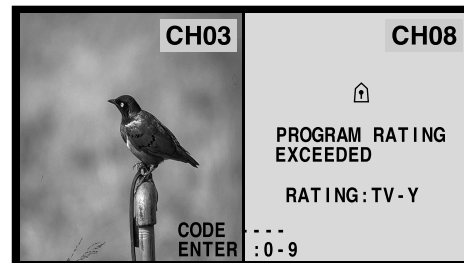 CH03
CH08
PROGRAM RATING
EXCEEDED
RATING:TV-Y
CODE ----
ENTER :0-9